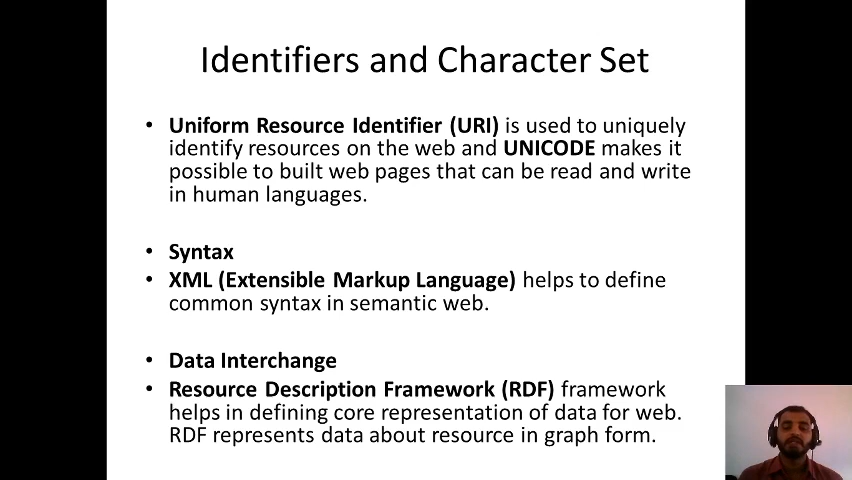 Identifiers and Character Set
• Uniform Resource Identifier (URI) is used to uniquely
identify resources on the web and UNICODE makes it
possible to built web pages that can be read and write
in human languages.
• Syntax
• XML (Extensible Markup Language) helps to define
common syntax in semantic web.
• Data Interchange
• Resource Description Framework (RDF) framework
helps in defining core representation of data for web.
RDF represents data about resource in graph form.